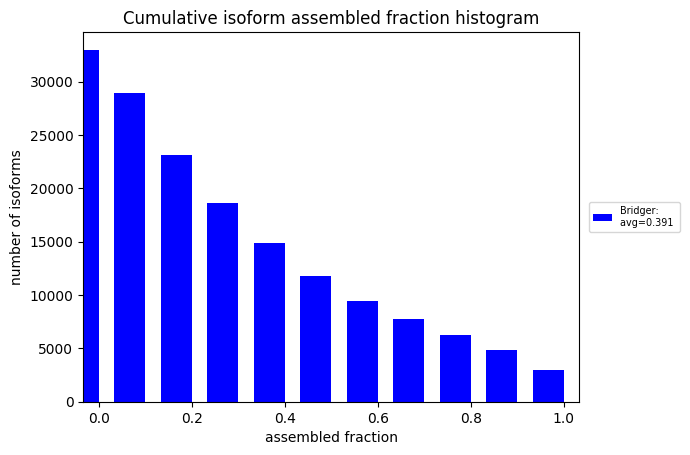 Cumulative isoform assembled fraction histogram
number of isoforms
30000
25000
20000
15000
10000
5000
0
0.0 0.2 0.4 0.6 0.8 1.0
assembled fraction
Bridger:
avg=0.391